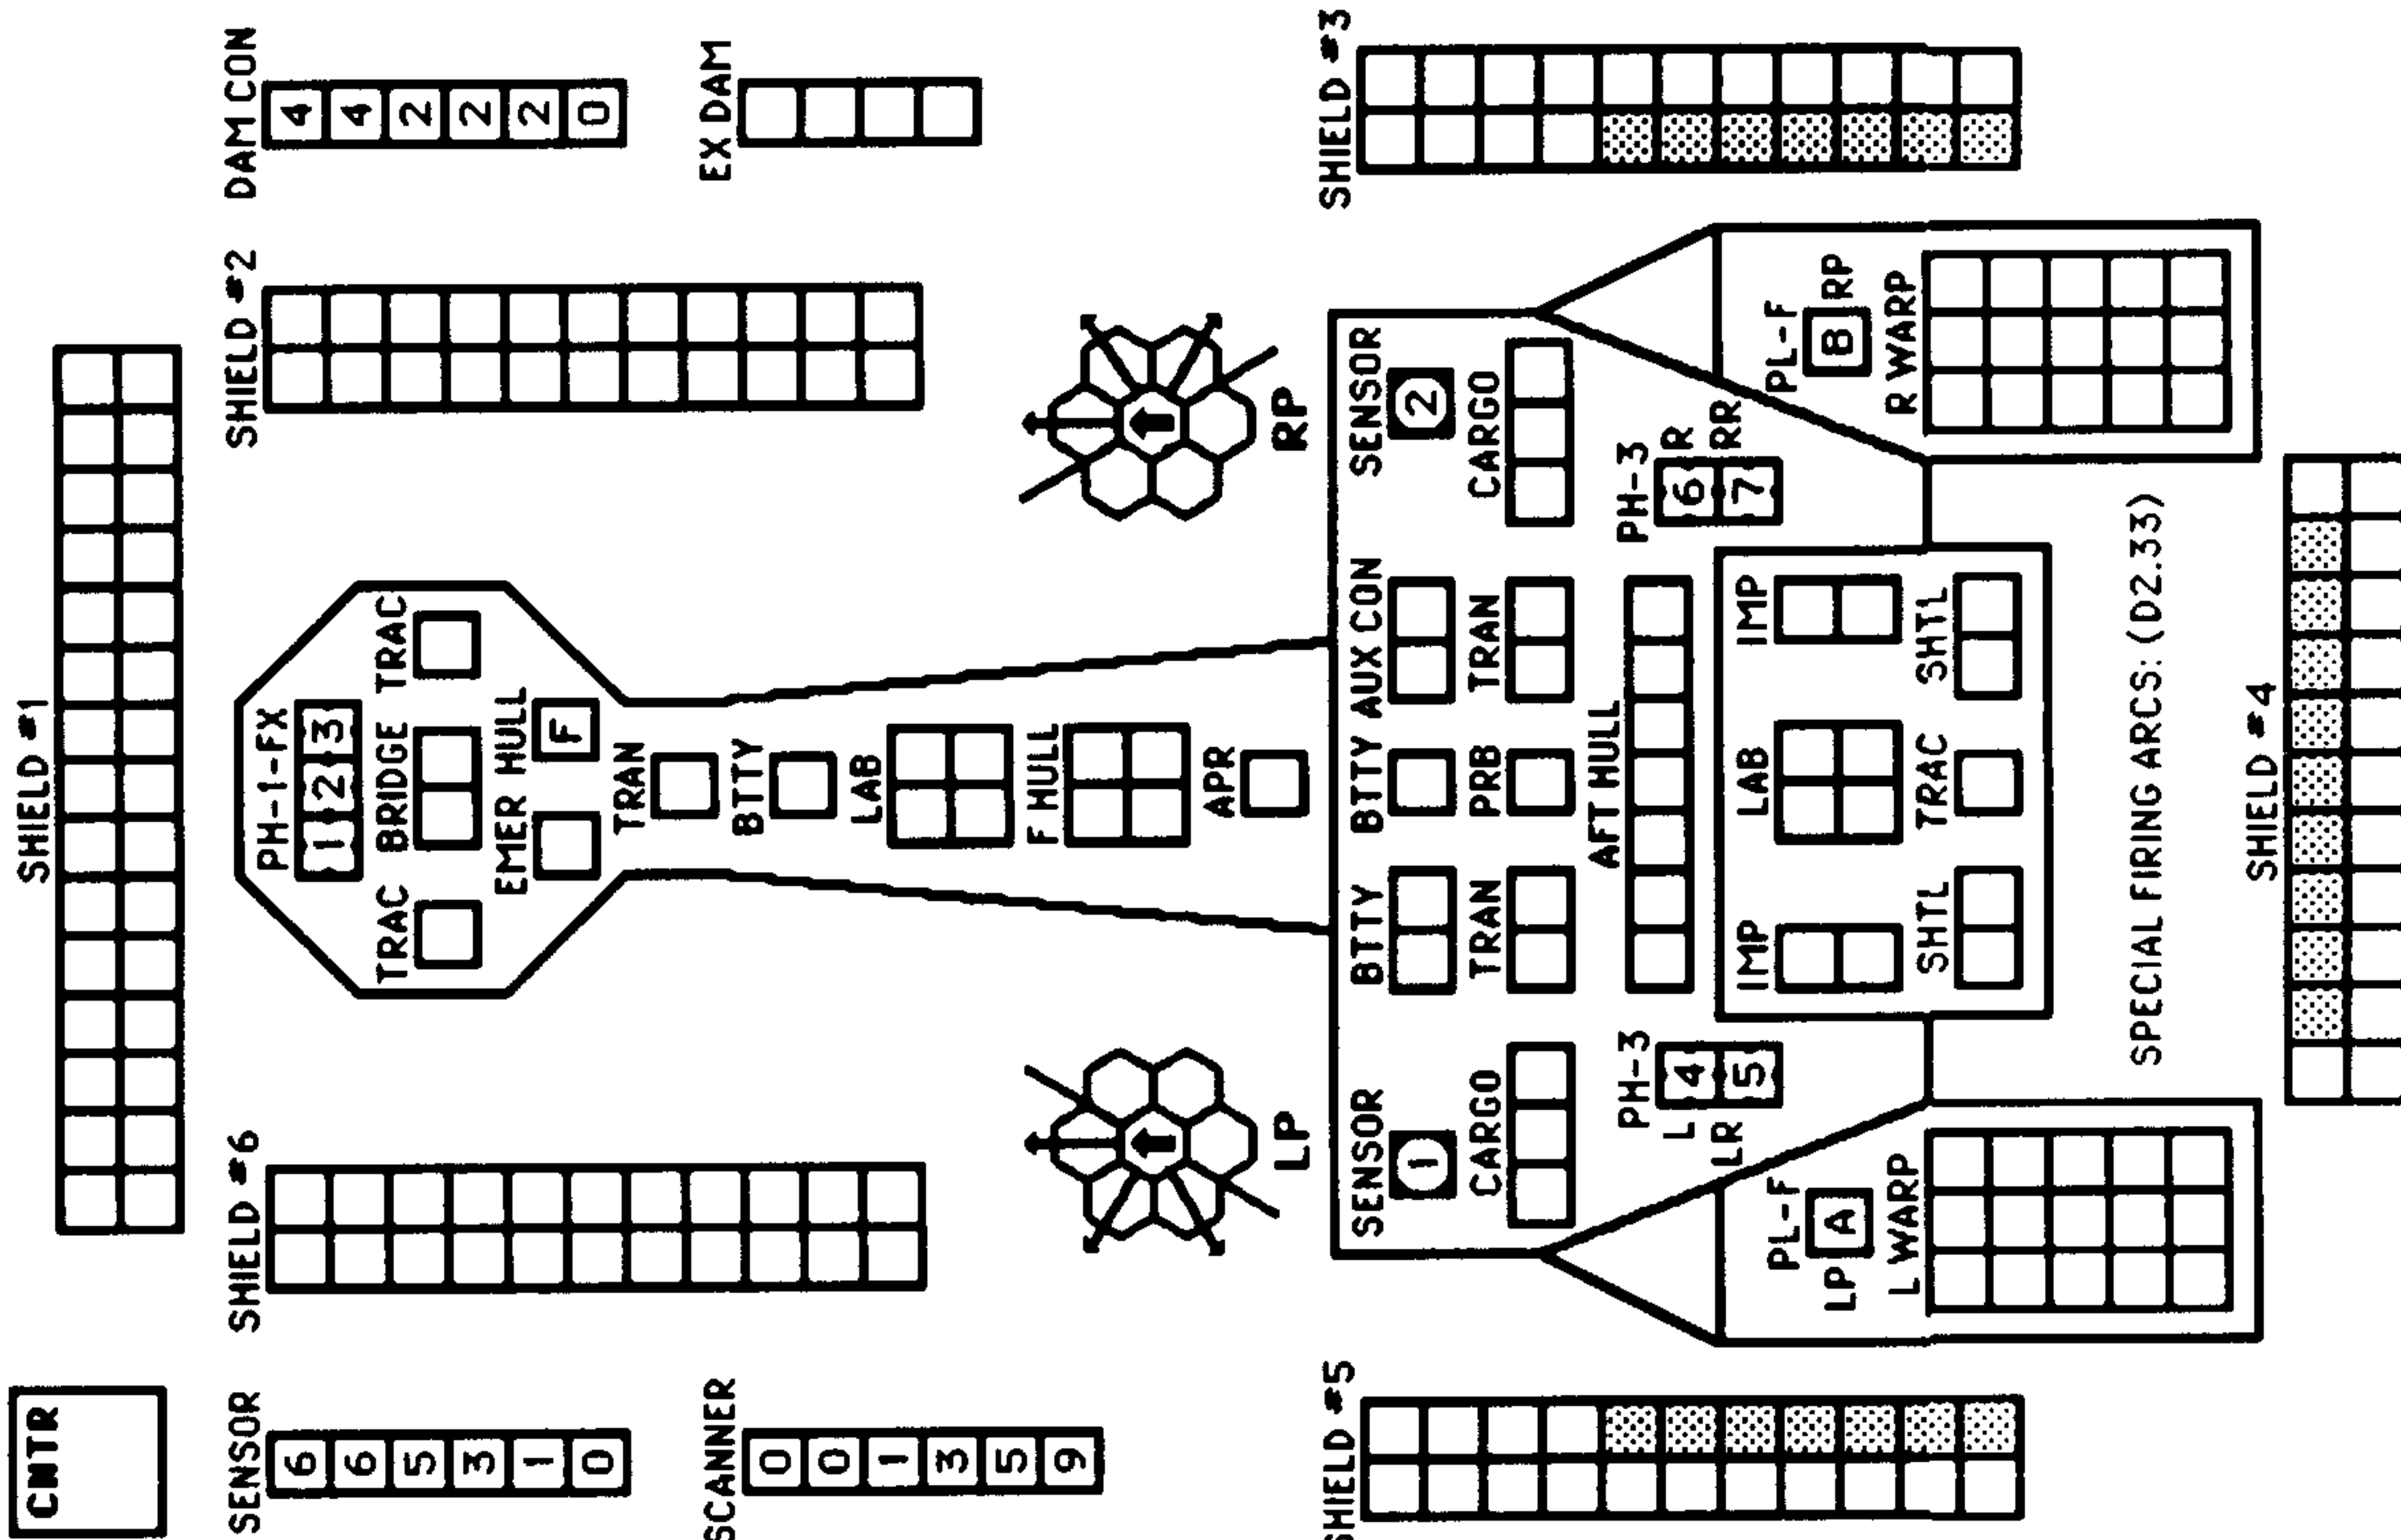 CNTR
SHIELD #1
SENSOR
6
6
5
3
1
0
SHIELD #6
SHIELD #2
DAM CON
4
4
2
2
2
0
PH-1-FX
1 2 3
TRAC BRIDGE TRAC
EMER HULL
F
TRAN
BTTY
LAB
F HULL
APR
SCANNER
0
0
1
3
5
9
EX DAM
LP
RP
SHIELD #5
SHIELD #3
SENSOR BTTY BTTY AUX CON SENSOR
1 2
CARGO TRAN PRB TRAN CARGO
AFT HULL
PH-3
L 4
LR 5
PH-3
6 R
7 RR
IMP LAB IMP
SHTL TRAC SHTL
PL-F
LP A
L WARP
PL-F
B RP
R WARP
SPECIAL FIRING ARCS: (D2.33)
SHIELD #4